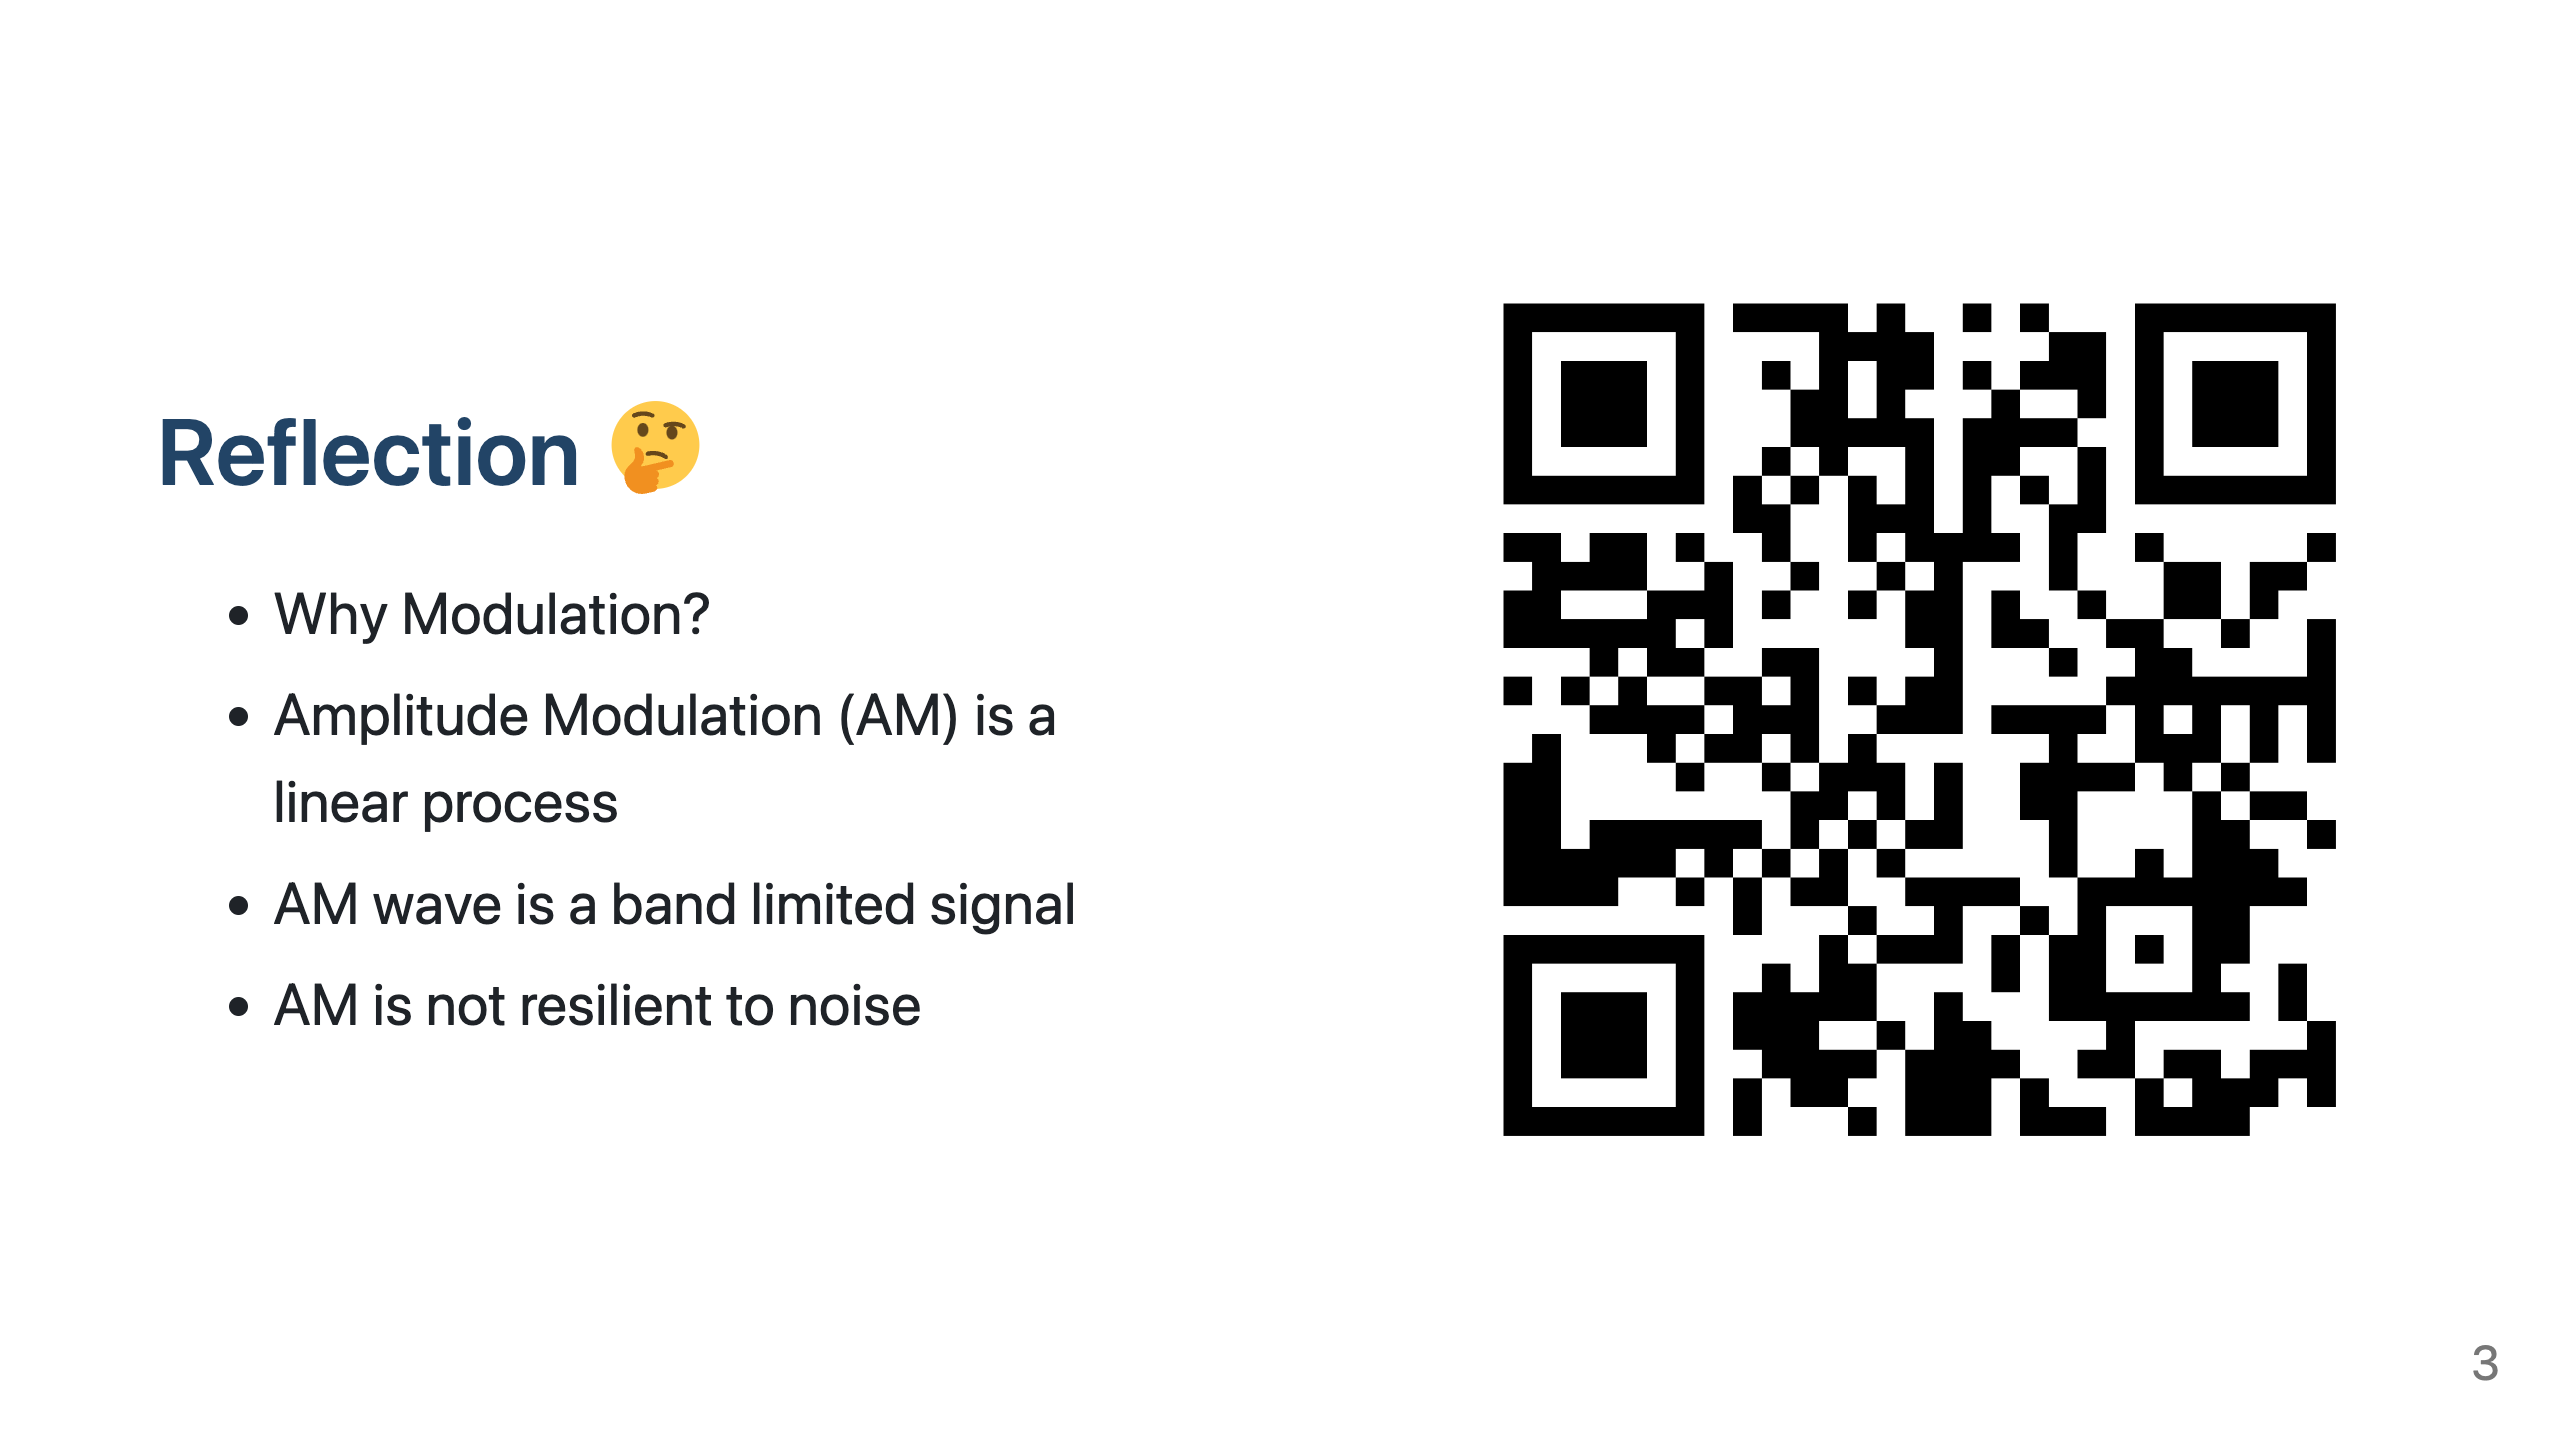 Reflection 🤔
• Why Modulation?
• Amplitude Modulation (AM) is a
linear process
• AM wave is a band limited signal
• AM is not resilient to noise
3